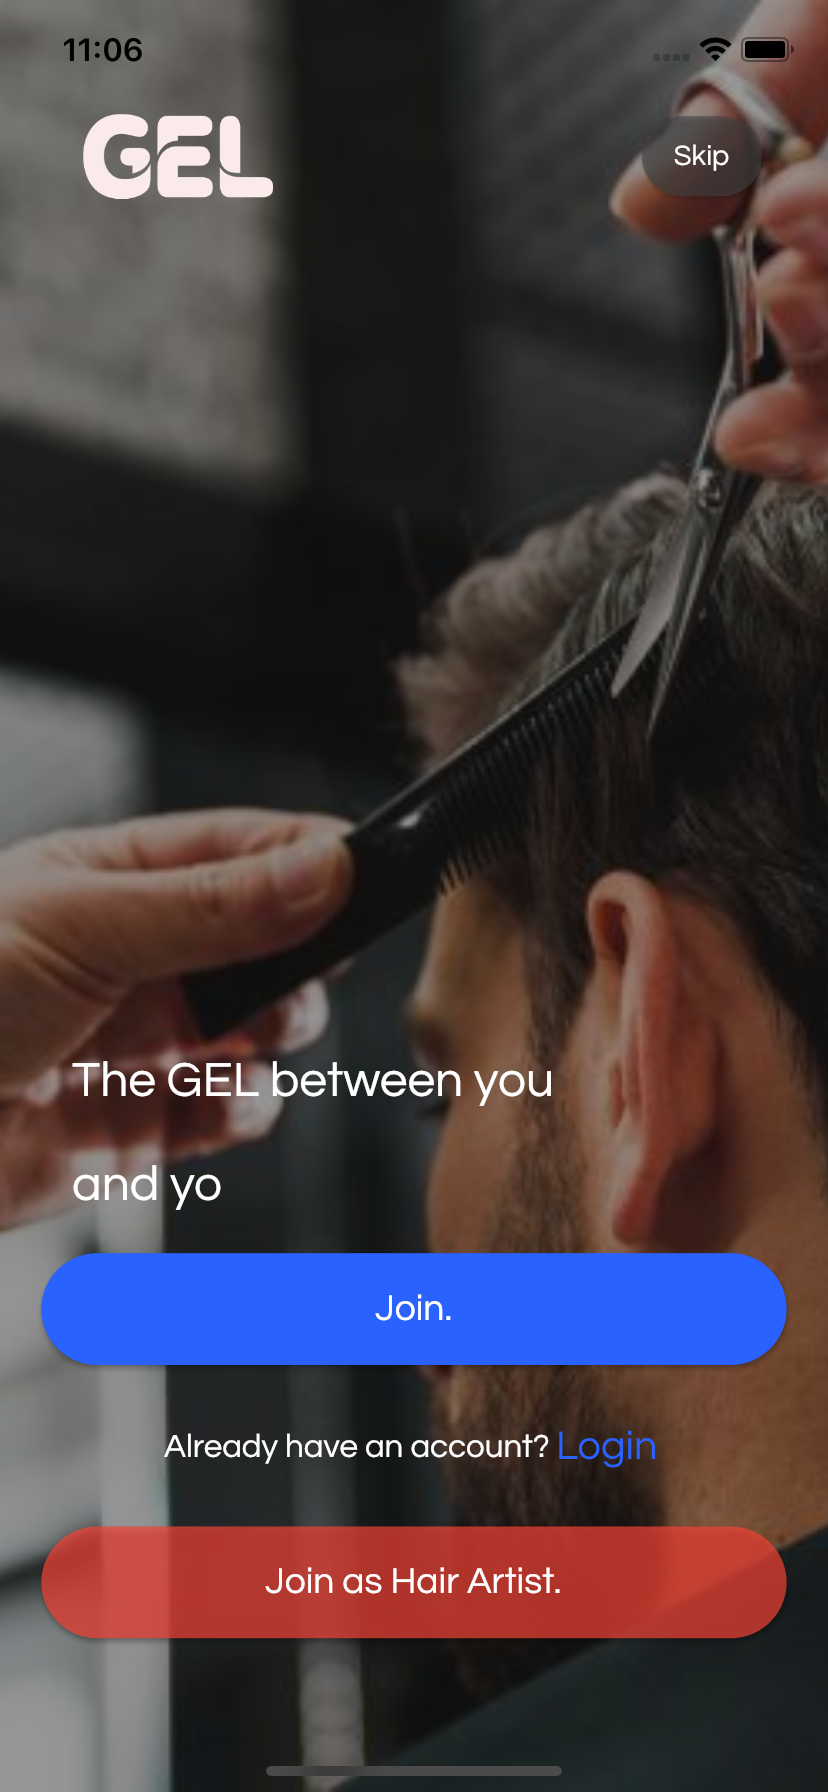 11:06
GEL
Skip
The GEL between you
and yo
Join.
Already have an account? Login
Join as Hair Artist.